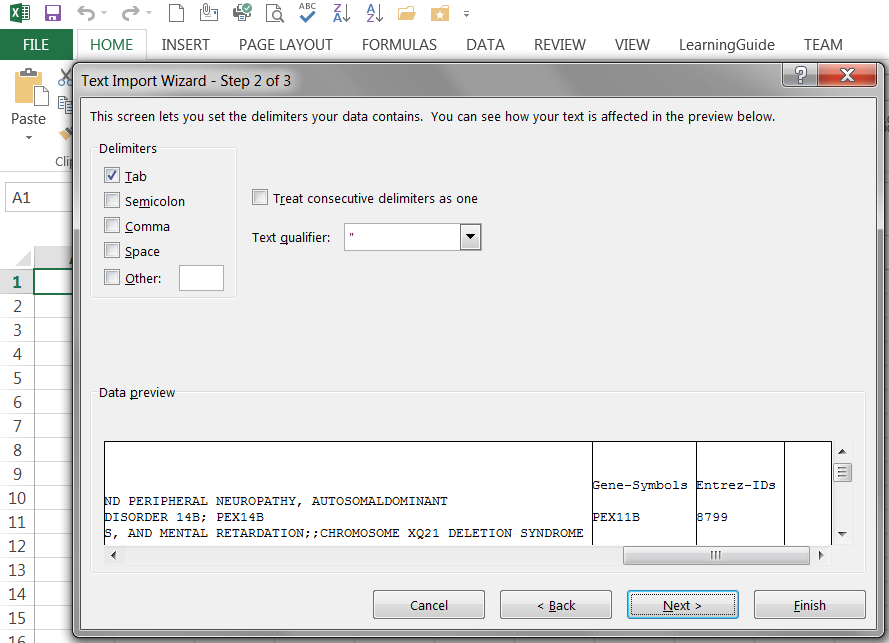 ABC
Z A
A Z
FILE HOME INSERT PAGE LAYOUT FORMULAS DATA REVIEW VIEW LearningGuide TEAM
Text Import Wizard - Step 2 of 3
?
X
Paste
This screen lets you set the delimiters your data contains. You can see how your text is affected in the preview below.
Clip
A1
Delimiters
Tab
Semicolon
Comma
Space
Other:
Treat consecutive delimiters as one
Text qualifier: "
1
2
3
4
5
6
7
8
9
10
11
12
13
14
15
16
Data preview
Gene-Symbols Entrez-IDs
ND PERIPHERAL NEUROPATHY, AUTOSOMALDOMINANT
DISORDER 14B; PEX14B PEX11B 8799
S, AND MENTAL RETARDATION;;CHROMOSOME XQ21 DELETION SYNDROME
Cancel < Back Next > Finish